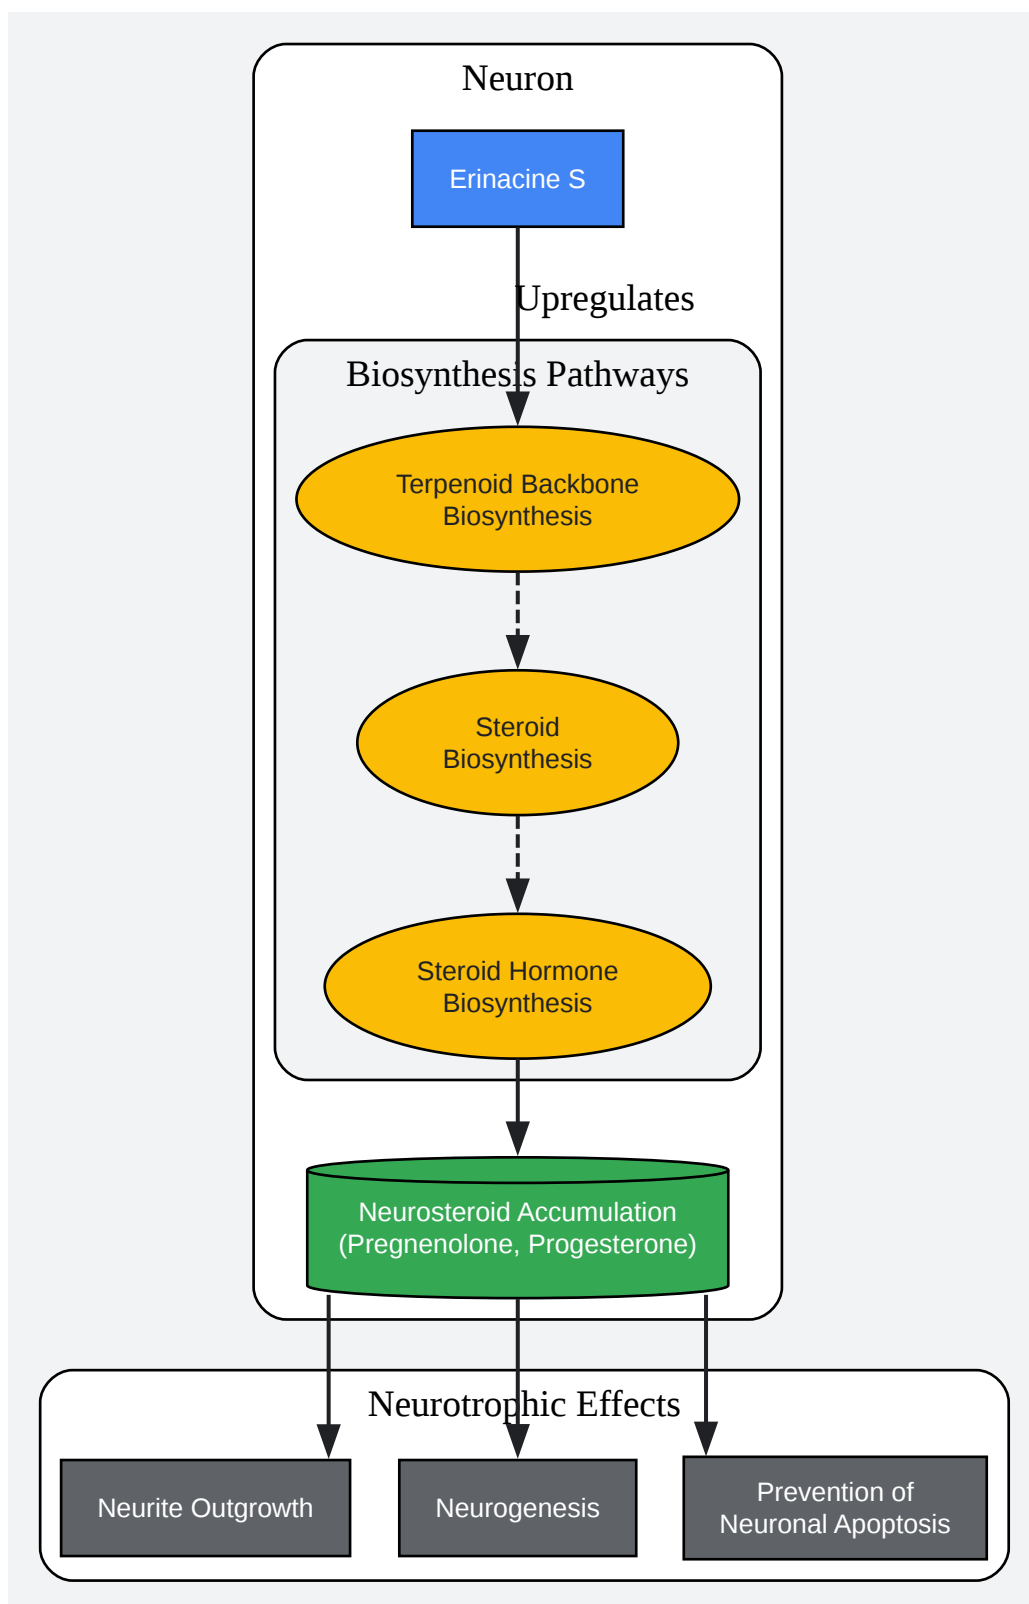 Neuron
Erinacine S
Upregulates
Biosynthesis Pathways
Terpenoid Backbone
Biosynthesis
Steroid
Biosynthesis
Steroid Hormone
Biosynthesis
Neurosteroid Accumulation
(Pregnenolone, Progesterone)
Neurotrophic Effects
Neurite Outgrowth
Neurogenesis
Prevention of
Neuronal Apoptosis